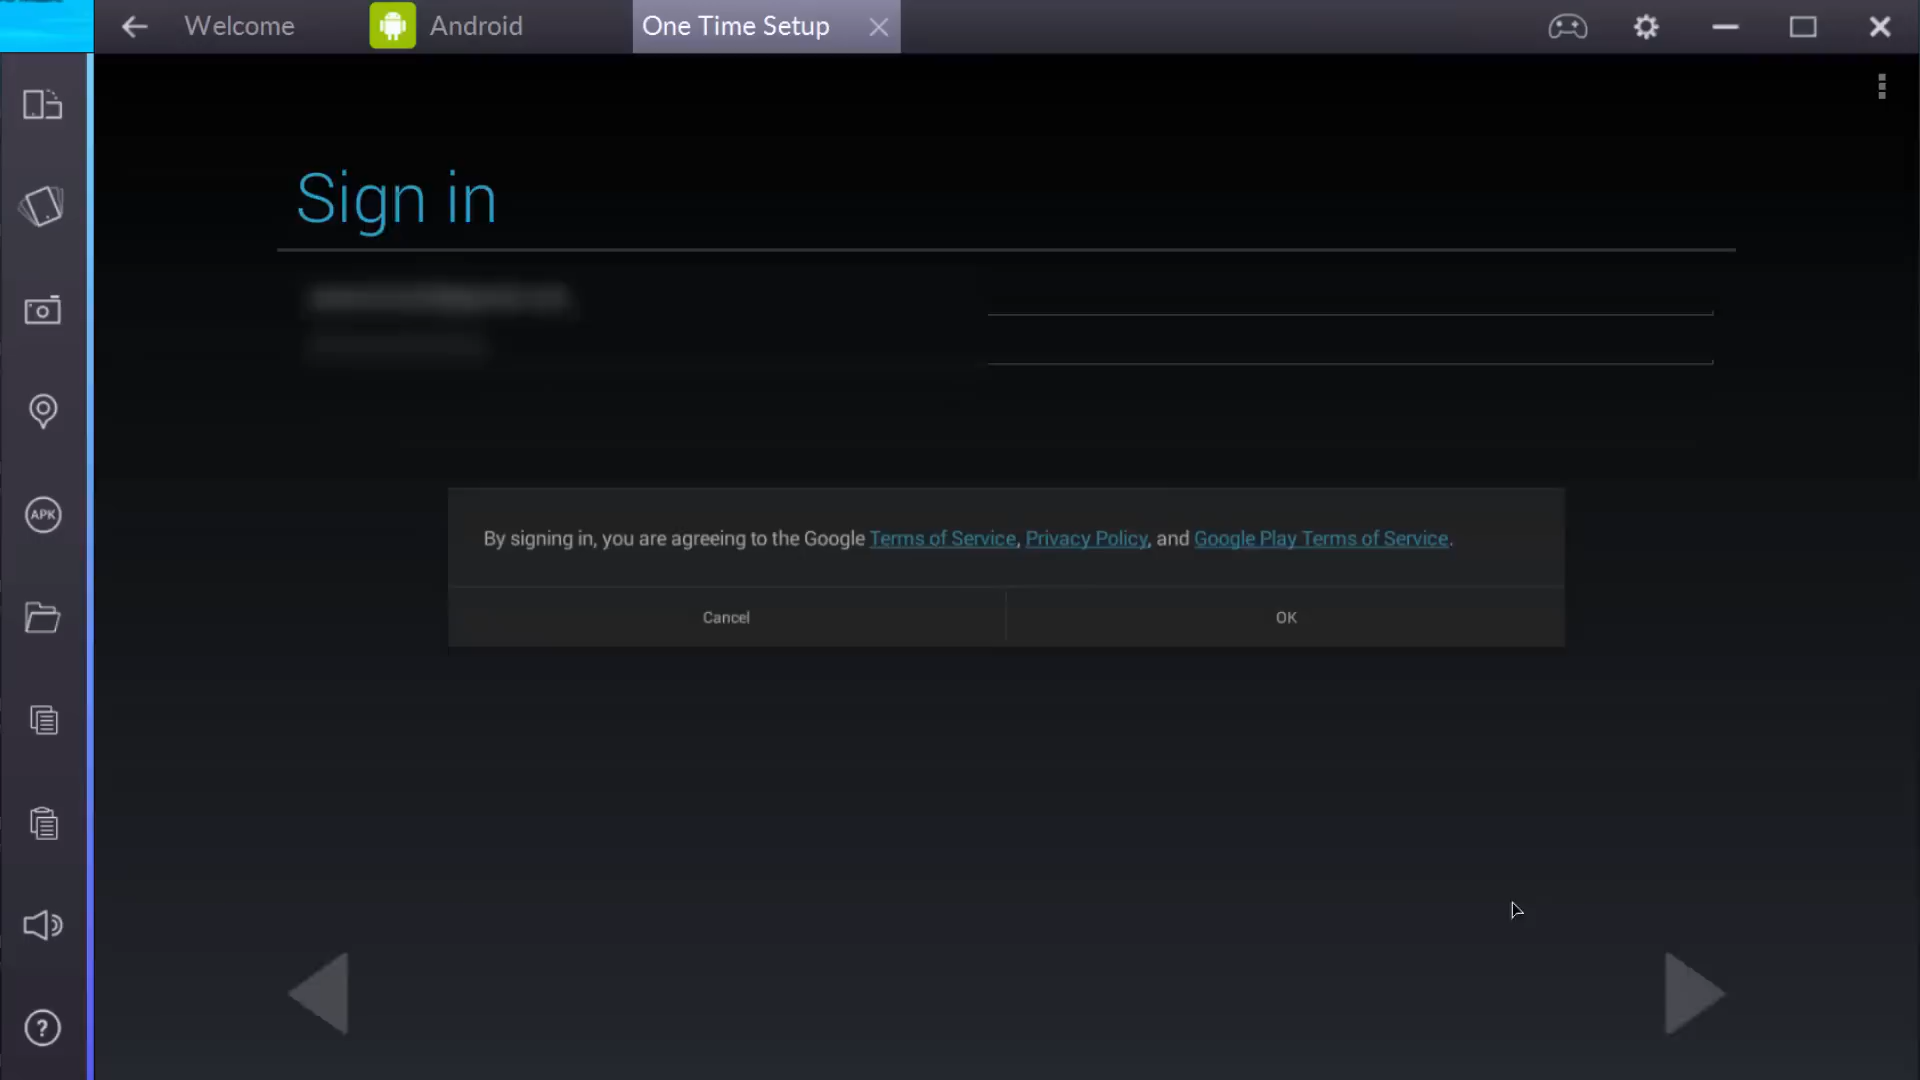 Welcome
Android
One Time Setup
Sign in
By signing in, you are agreeing to the Google Terms of Service, Privacy Policy, and Google Play Terms of Service.
Cancel
OK
APK
?